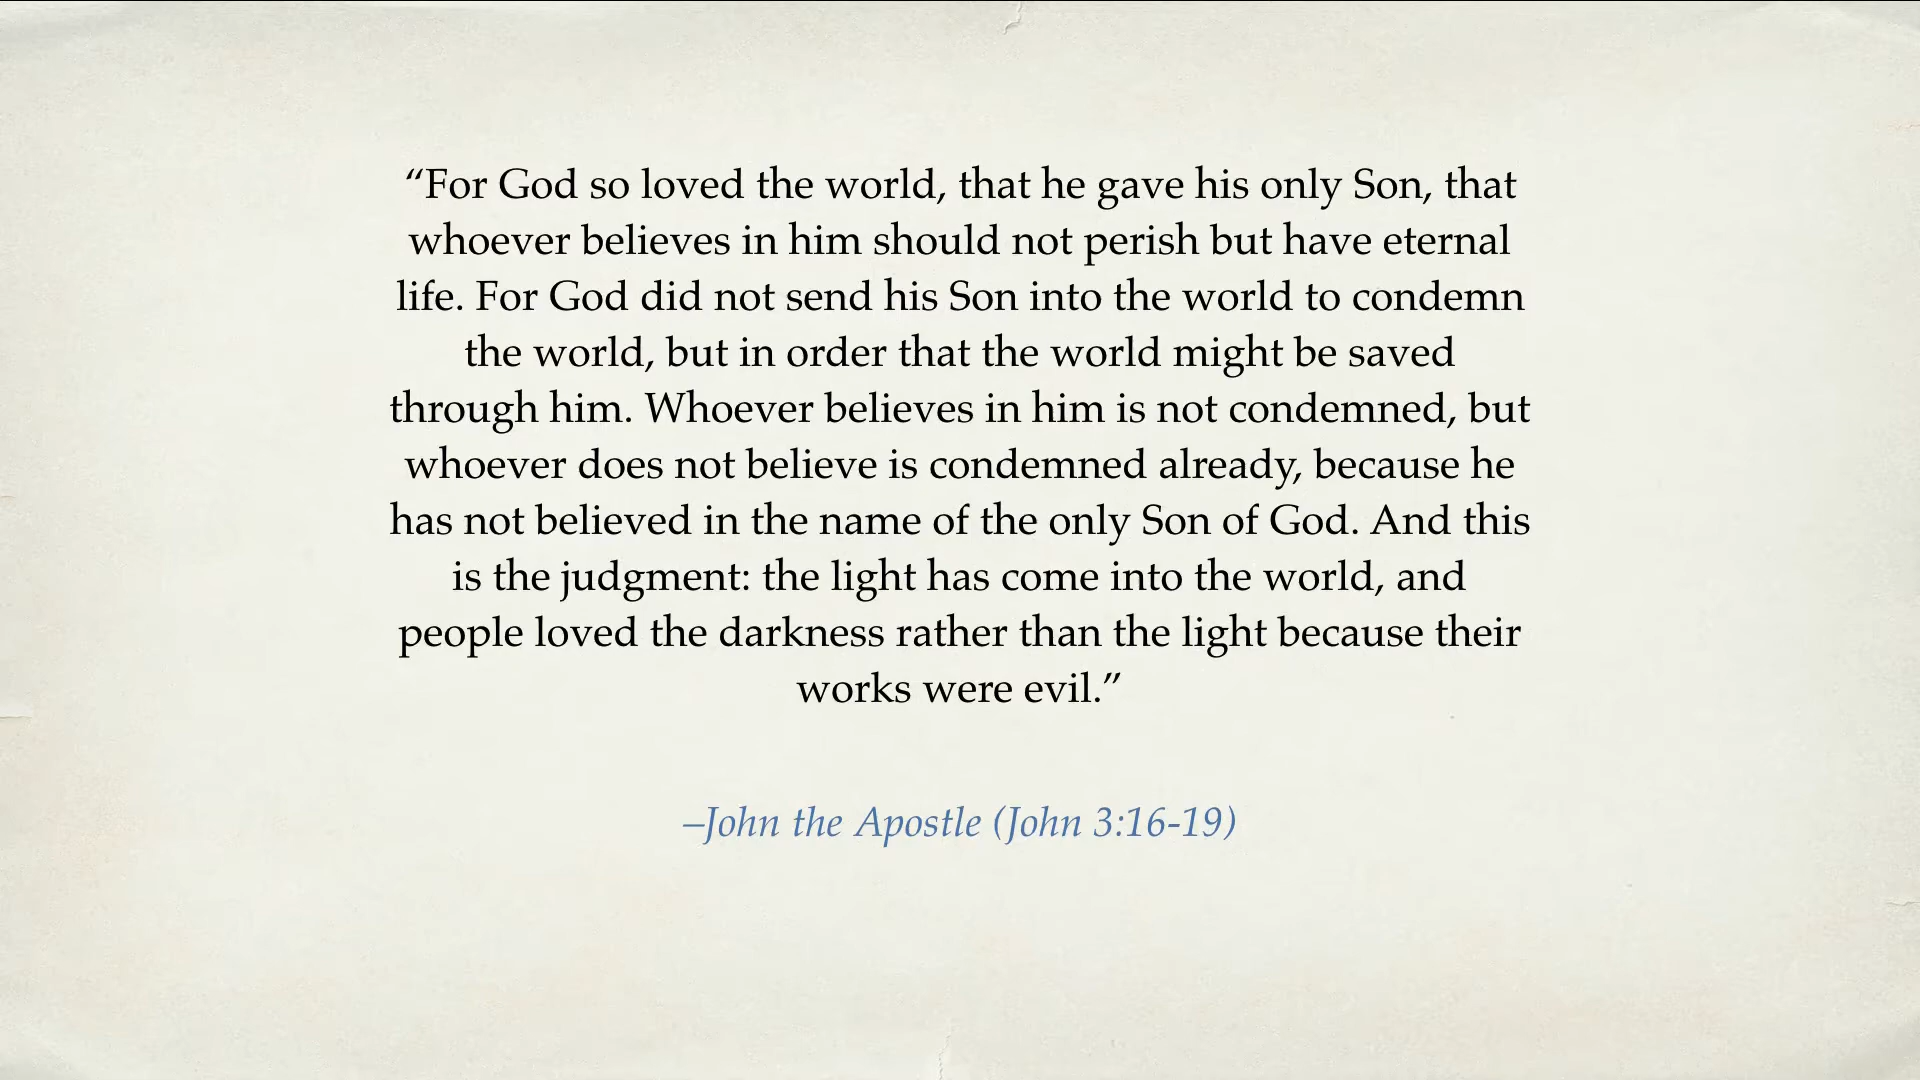 “For God so loved the world, that he gave his only Son, that
whoever believes in him should not perish but have eternal
life. For God did not send his Son into the world to condemn
the world, but in order that the world might be saved
through him. Whoever believes in him is not condemned, but
whoever does not believe is condemned already, because he
has not believed in the name of the only Son of God. And this
is the judgment: the light has come into the world, and
people loved the darkness rather than the light because their
works were evil.”
–John the Apostle (John 3:16-19)